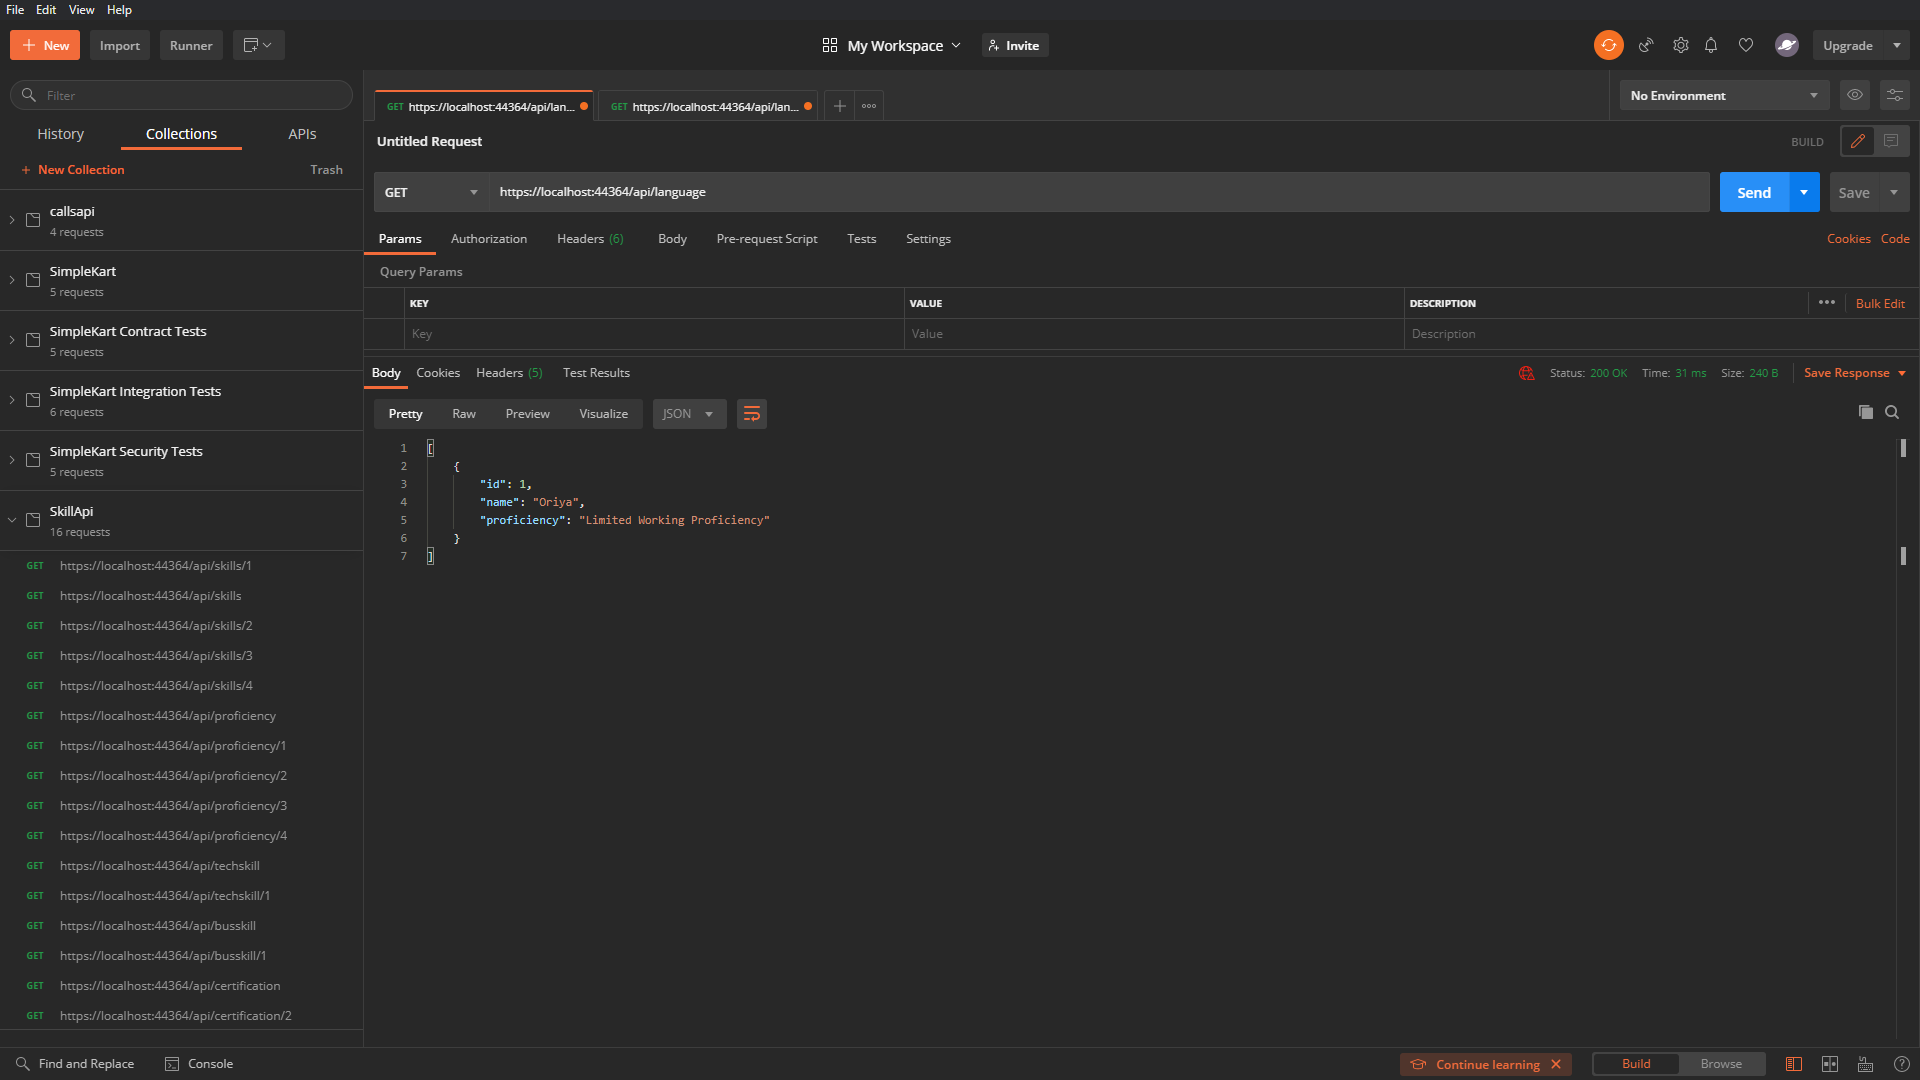 File Edit View Help
New Import Runner My Workspace Invite Upgrade
Filter
History Collections APIs
New Collection Trash
callsapi
4 requests
SimpleKart
5 requests
SimpleKart Contract Tests
5 requests
SimpleKart Integration Tests
6 requests
SimpleKart Security Tests
5 requests
SkillApi
16 requests
GET https://localhost:44364/api/skills/1
GET https://localhost:44364/api/skills
GET https://localhost:44364/api/skills/2
GET https://localhost:44364/api/skills/3
GET https://localhost:44364/api/skills/4
GET https://localhost:44364/api/proficiency
GET https://localhost:44364/api/proficiency/1
GET https://localhost:44364/api/proficiency/2
GET https://localhost:44364/api/proficiency/3
GET https://localhost:44364/api/proficiency/4
GET https://localhost:44364/api/techskill
GET https://localhost:44364/api/techskill/1
GET https://localhost:44364/api/busskill
GET https://localhost:44364/api/busskill/1
GET https://localhost:44364/api/certification
GET https://localhost:44364/api/certification/2
GET https://localhost:44364/api/lan... GET https://localhost:44364/api/lan... No Environment
Untitled Request BUILD
GET https://localhost:44364/api/language Send Save
Params Authorization Headers (6) Body Pre-request Script Tests Settings Cookies Code
Query Params
KEY VALUE DESCRIPTION ••• Bulk Edit
Key Value Description
Body Cookies Headers (5) Test Results Status: 200 OK Time: 31 ms Size: 240 B Save Response
Pretty Raw Preview Visualize JSON
1 [
2 {
3 "id": 1,
4 "name": "Oriya",
5 "proficiency": "Limited Working Proficiency"
6 }
7 ]
Find and Replace Console Continue learning Build Browse